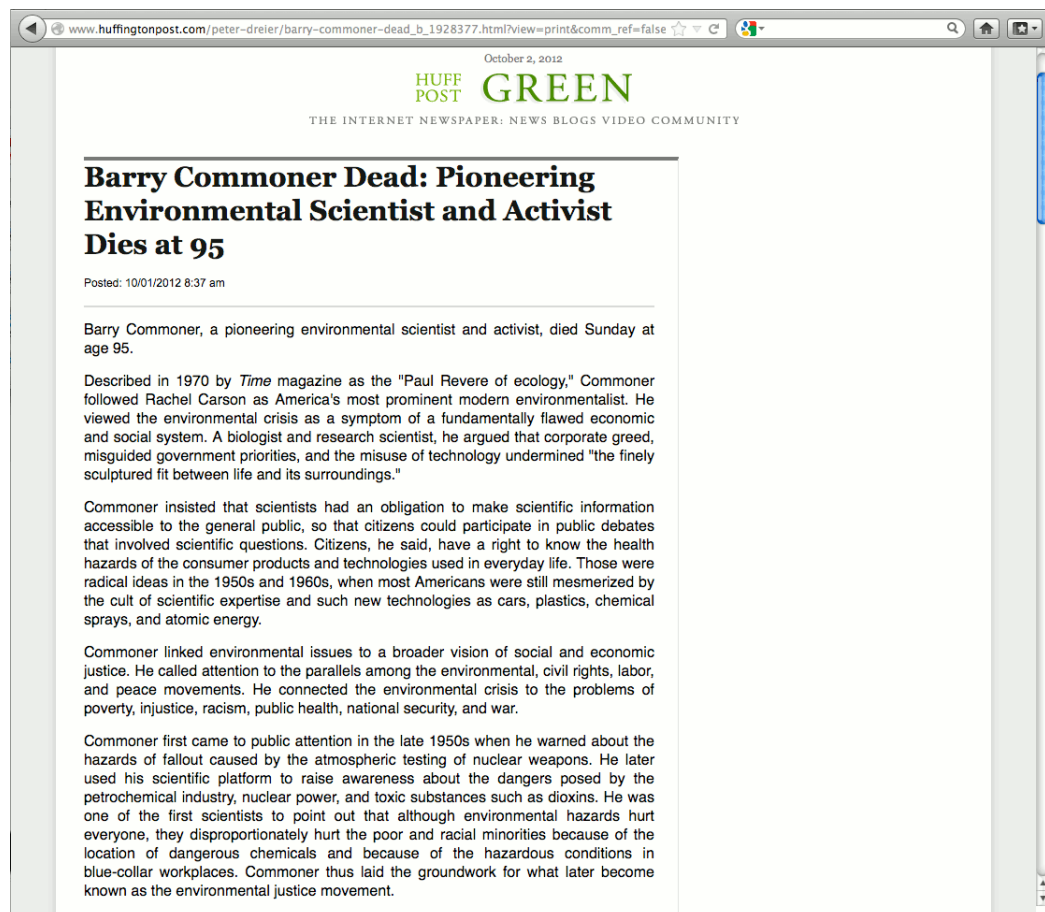 www.huffingtonpost.com/peter-dreier/barry-commoner-dead_b_1928377.html?view=print&comm_ref=false
October 2, 2012
HUFF
POST
GREEN
THE INTERNET NEWSPAPER: NEWS BLOGS VIDEO COMMUNITY
Barry Commoner Dead: Pioneering
Environmental Scientist and Activist
Dies at 95
Posted: 10/01/2012 8:37 am
Barry Commoner, a pioneering environmental scientist and activist, died Sunday at
age 95.
Described in 1970 by Time magazine as the "Paul Revere of ecology," Commoner
followed Rachel Carson as America's most prominent modern environmentalist. He
viewed the environmental crisis as a symptom of a fundamentally flawed economic
and social system. A biologist and research scientist, he argued that corporate greed,
misguided government priorities, and the misuse of technology undermined "the finely
sculptured fit between life and its surroundings."
Commoner insisted that scientists had an obligation to make scientific information
accessible to the general public, so that citizens could participate in public debates
that involved scientific questions. Citizens, he said, have a right to know the health
hazards of the consumer products and technologies used in everyday life. Those were
radical ideas in the 1950s and 1960s, when most Americans were still mesmerized by
the cult of scientific expertise and such new technologies as cars, plastics, chemical
sprays, and atomic energy.
Commoner linked environmental issues to a broader vision of social and economic
justice. He called attention to the parallels among the environmental, civil rights, labor,
and peace movements. He connected the environmental crisis to the problems of
poverty, injustice, racism, public health, national security, and war.
Commoner first came to public attention in the late 1950s when he warned about the
hazards of fallout caused by the atmospheric testing of nuclear weapons. He later
used his scientific platform to raise awareness about the dangers posed by the
petrochemical industry, nuclear power, and toxic substances such as dioxins. He was
one of the first scientists to point out that although environmental hazards hurt
everyone, they disproportionately hurt the poor and racial minorities because of the
location of dangerous chemicals and because of the hazardous conditions in
blue-collar workplaces. Commoner thus laid the groundwork for what later become
known as the environmental justice movement.